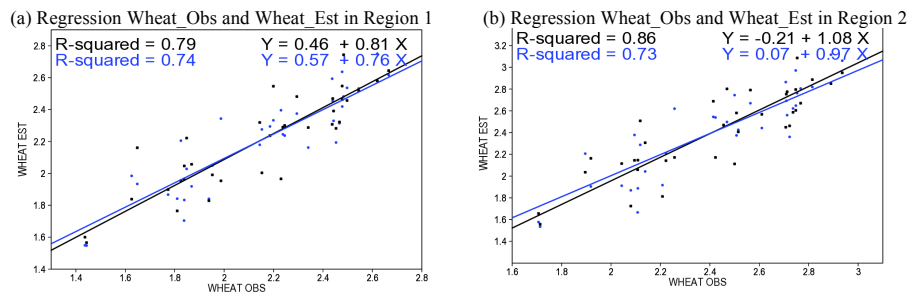 (a) Regression Wheat_Obs and Wheat_Est in Region 1
R-squared = 0.79 Y = 0.46 + 0.81 X
R-squared = 0.74 Y = 0.57 + 0.76 X
2.8
2.6
2.4
2.2
2
1.8
1.6
1.4
WHEAT EST
1.4 1.6 1.8 2 2.2 2.4 2.6 2.8
WHEAT OBS
(b) Regression Wheat_Obs and Wheat_Est in Region 2
R-squared = 0.86 Y = -0.21 + 1.08 X
R-squared = 0.73 Y = 0.07 + 0.97 X
3.2
3
2.8
2.6
2.4
2.2
2
1.8
1.6
1.4
WHEAT EST
1.6 1.8 2 2.2 2.4 2.6 2.8 3
WHEAT OBS